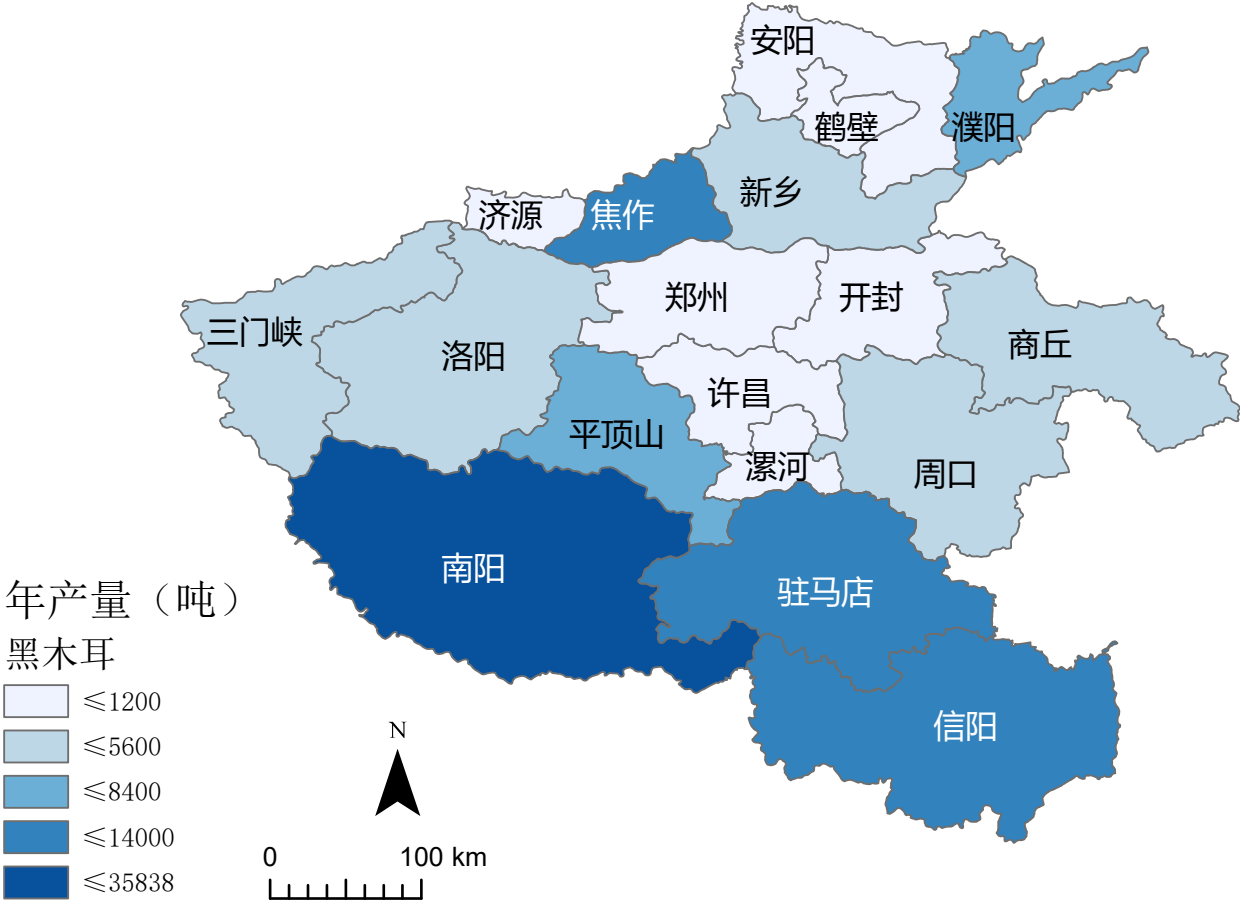 安阳
鹤壁
濮阳
新乡
济源
焦作
郑州
开封
三门峡
洛阳
商丘
许昌
平顶山
漯河
周口
南阳
驻马店
信阳
年产量（吨）
黑木耳
≤1200
≤5600
≤8400
≤14000
≤35838
N
0 100 km